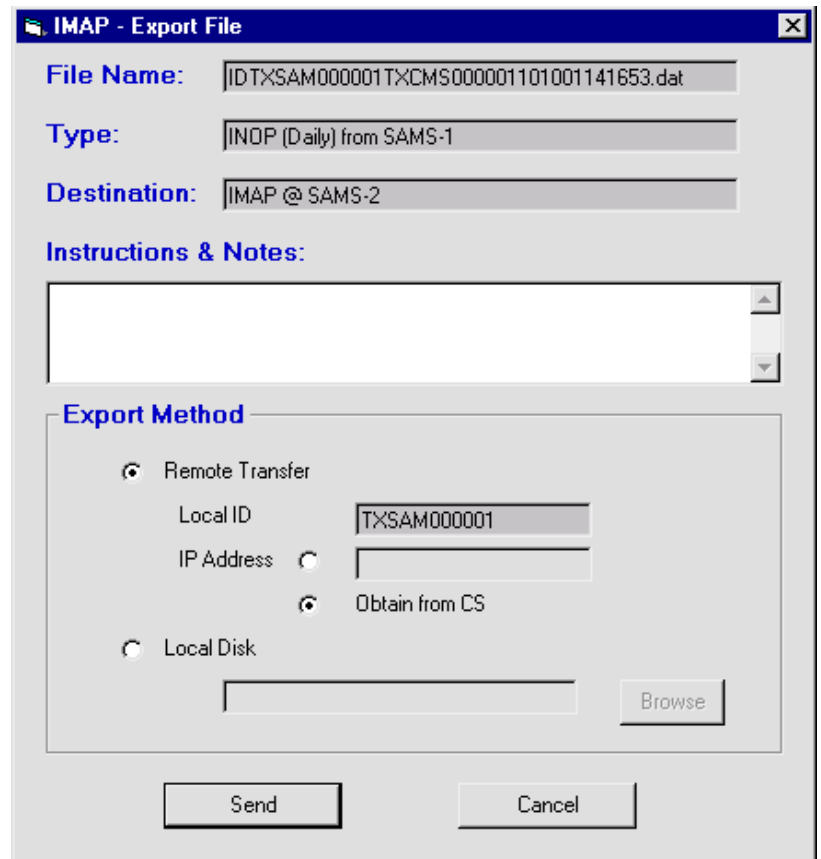 IMAP - Export File
File Name: IDTXSAM000001TXCMS000001101001141653.dat
Type: INOP (Daily) from SAMS-1
Destination: IMAP @ SAMS-2
Instructions & Notes:
Export Method
Remote Transfer
Local ID TXSAM000001
IP Address
Obtain from CS
Local Disk
Browse
Send Cancel